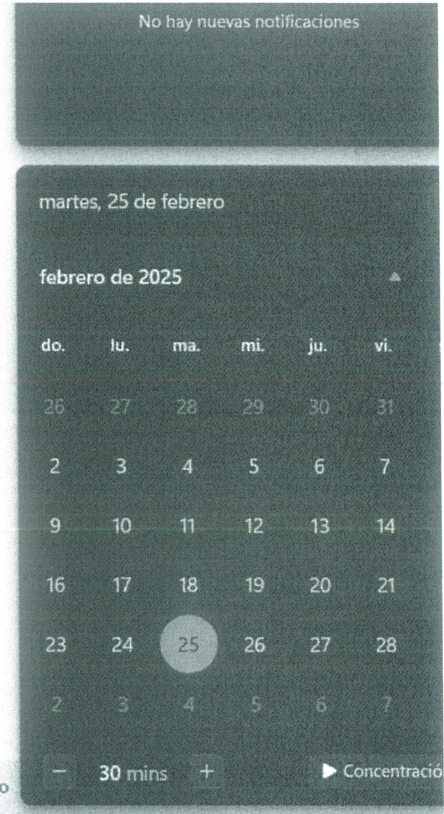 No hay nuevas notificaciones
martes, 25 de febrero
febrero de 2025
do. lu. ma. mi. ju. vi.
26 27 28 29 30 31
2 3 4 5 6 7
9 10 11 12 13 14
16 17 18 19 20 21
23 24 25 26 27 28
2 3 4 5 6 7
30 mins Concentració